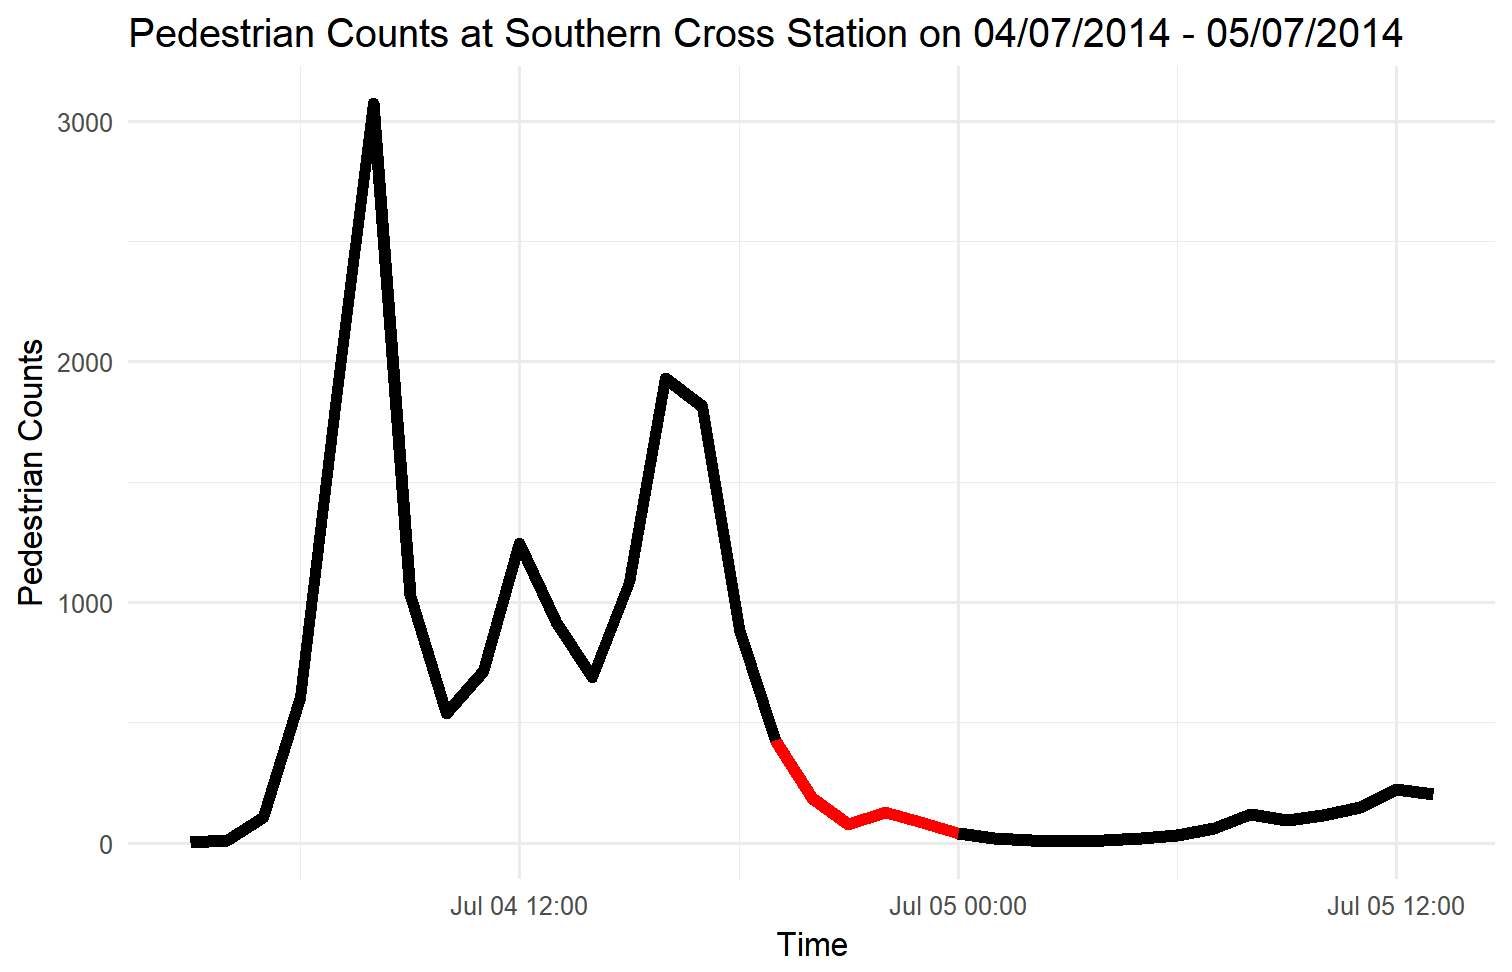 Pedestrian Counts at Southern Cross Station on 04/07/2014 - 05/07/2014
Pedestrian Counts
3000
2000
1000
0
Jul 04 12:00
Jul 05 00:00
Jul 05 12:00
Time